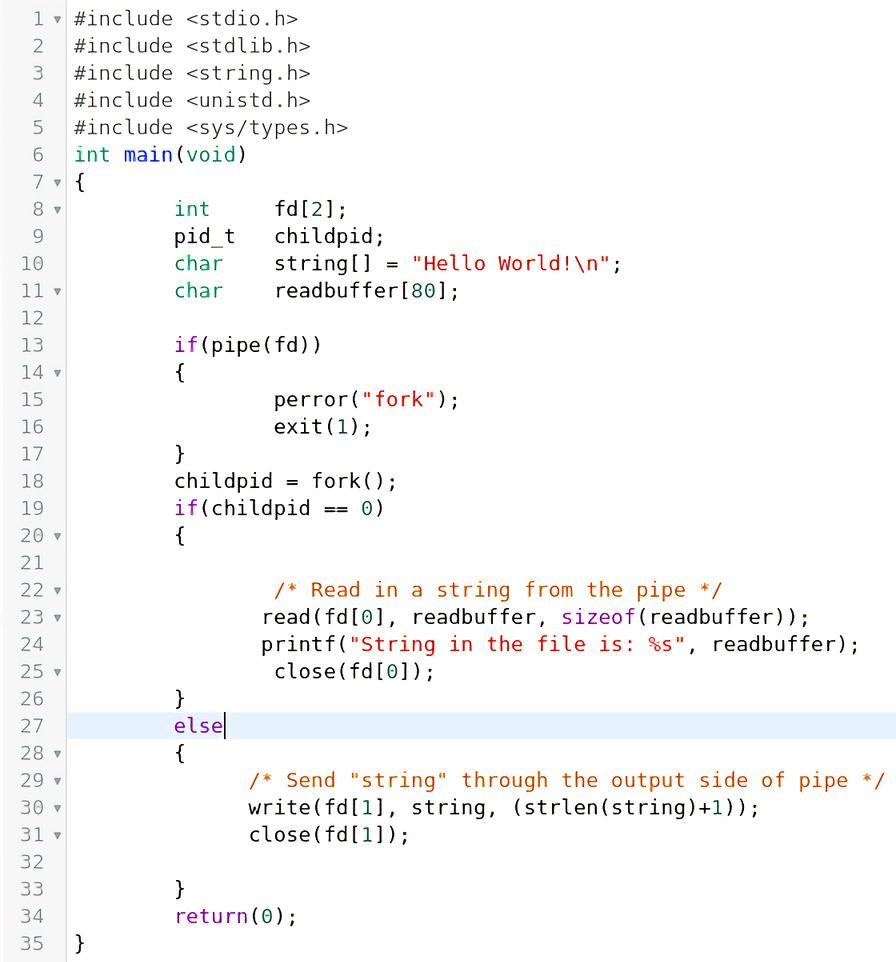 1 #include <stdio.h>
2 #include <stdlib.h>
3 #include <string.h>
4 #include <unistd.h>
5 #include <sys/types.h>
6 int main(void)
7 {
8         int     fd[2];
9         pid_t   childpid;
10         char    string[] = "Hello World!\n";
11         char    readbuffer[80];
12
13         if(pipe(fd))
14         {
15                 perror("fork");
16                 exit(1);
17         }
18         childpid = fork();
19         if(childpid == 0)
20         {
21
22                 /* Read in a string from the pipe */
23                read(fd[0], readbuffer, sizeof(readbuffer));
24                printf("String in the file is: %s", readbuffer);
25                 close(fd[0]);
26         }
27         else
28         {
29               /* Send "string" through the output side of pipe */
30               write(fd[1], string, (strlen(string)+1));
31               close(fd[1]);
32
33         }
34         return(0);
35 }